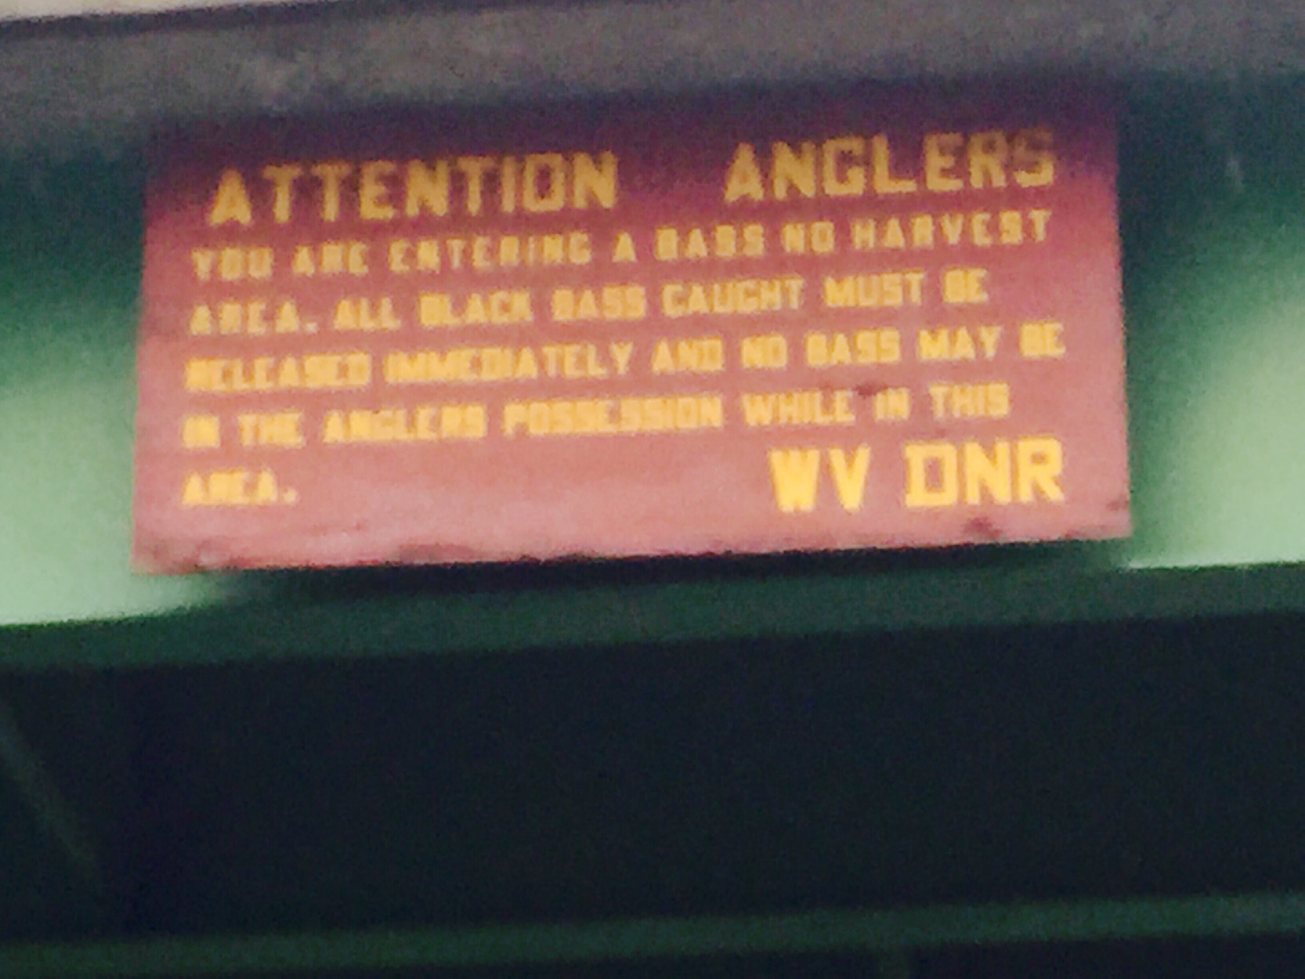 ATTENTION ANGLERS
YOU ARE ENTERING A BASS NO HARVEST
AREA. ALL BLACK BASS CAUGHT MUST BE
RELEASED IMMEDIATELY AND NO BASS MAY BE
IN THE ANGLERS POSSESSION WHILE IN THIS
AREA. WV DNR